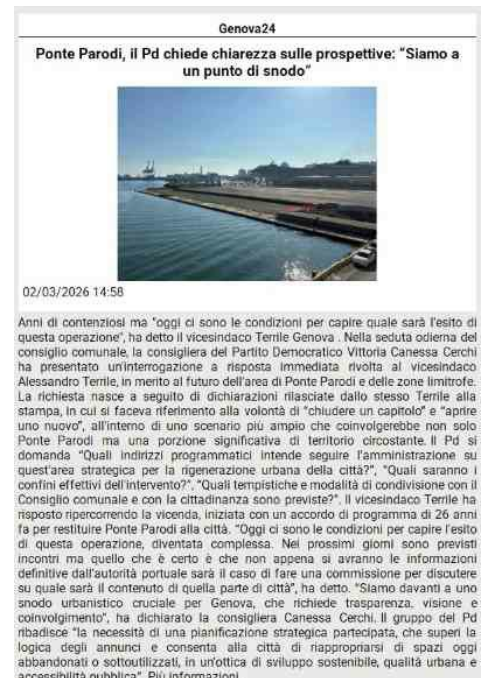 Genova24
Ponte Parodi, il Pd chiede chiarezza sulle prospettive: “Siamo a
un punto di snodo”
02/03/2026 14:58
Anni di contenziosi ma "oggi ci sono le condizioni per capire quale sarà l'esito di
questa operazione", ha detto il vicesindaco Terrile Genova . Nella seduta odierna del
consiglio comunale, la consigliera del Partito Democratico Vittoria Canessa Cerchi
ha presentato un'interrogazione a risposta immediata rivolta al vicesindaco
Alessandro Terrile, in merito al futuro dell'area di Ponte Parodi e delle zone limitrofe.
La richiesta nasce a seguito di dichiarazioni rilasciate dallo stesso Terrile alla
stampa, in cui si faceva riferimento alla volontà di “chiudere un capitolo” e “aprire
uno nuovo”, all'interno di uno scenario più ampio che coinvolgerebbe non solo
Ponte Parodi ma una porzione significativa di territorio circostante. Il Pd si
domanda “Quali indirizzi programmatici intende seguire l'amministrazione su
quest'area strategica per la rigenerazione urbana della città?”, “Quali saranno i
confini effettivi dell'intervento?”. “Quali tempistiche e modalità di condivisione con il
Consiglio comunale e con la cittadinanza sono previste?”. Il vicesindaco Terrile ha
risposto ripercorrendo la vicenda, iniziata con un accordo di programma di 26 anni
fa per restituire Ponte Parodi alla città. “Oggi ci sono le condizioni per capire l'esito
di questa operazione, diventata complessa. Nei prossimi giorni sono previsti
incontri ma quello che è certo è che non appena si avranno le informazioni
definitive dall'autorità portuale sarà il caso di fare una commissione per discutere
su quale sarà il contenuto di quella parte di città”, ha detto. “Siamo davanti a uno
snodo urbanistico cruciale per Genova, che richiede trasparenza, visione e
coinvolgimento”, ha dichiarato la consigliera Canessa Cerchi. Il gruppo del Pd
ribadisce “la necessità di una pianificazione strategica partecipata, che superi la
logica degli annunci e consenta alla città di riappropriarsi di spazi oggi
abbandonati o sottoutilizzati, in un'ottica di sviluppo sostenibile, qualità urbana e
accessibilità pubblica”. Più informazioni